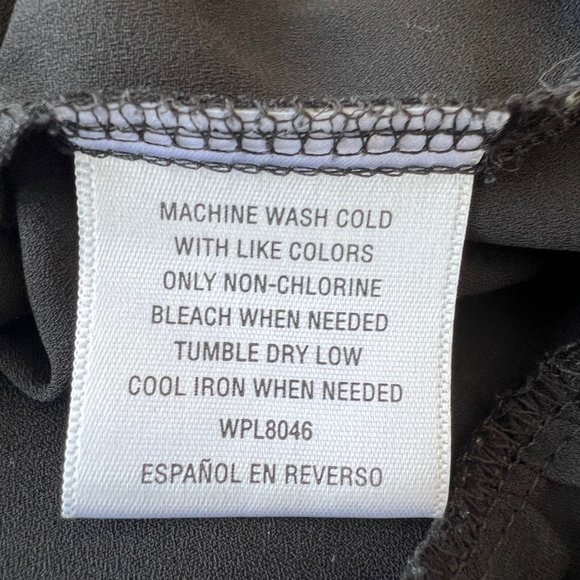 MACHINE WASH COLD
WITH LIKE COLORS
ONLY NON-CHLORINE
BLEACH WHEN NEEDED
TUMBLE DRY LOW
COOL IRON WHEN NEEDED
WPL8046
ESPAÑOL EN REVERSO